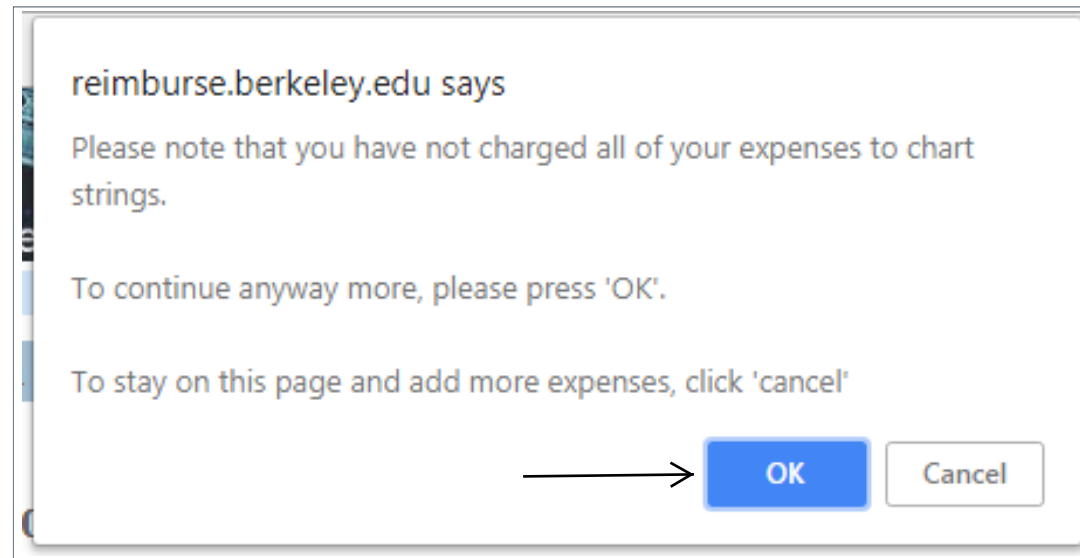 reimburse.berkeley.edu says
Please note that you have not charged all of your expenses to chart
strings.
To continue anyway more, please press 'OK'.
To stay on this page and add more expenses, click 'cancel'
OK
Cancel